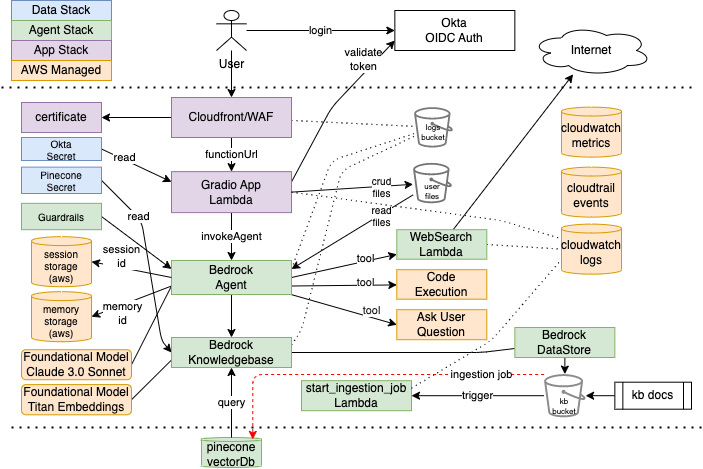 Data Stack
Agent Stack
App Stack
AWS Managed
User
login
Okta
OIDC Auth
validate
token
Internet
certificate
Cloudfront/WAF
logs
bucket
cloudwatch
metrics
Okta
Secret
read
functionUrl
Pinecone
Secret
Gradio App
Lambda
crud
files
user
files
cloudtrail
events
Guardrails
read
invokeAgent
read
files
WebSearch
Lambda
cloudwatch
logs
session
storage
(aws)
session
id
Bedrock
Agent
tool
tool
Code
Execution
memory
storage
(aws)
memory
id
tool
Ask User
Question
Foundational Model
Claude 3.0 Sonnet
Bedrock
Knowledgebase
Bedrock
DataStore
Foundational Model
Titan Embeddings
query
ingestion job
start_ingestion_job
Lambda
trigger
kb
bucket
kb docs
pinecone
vectorDb